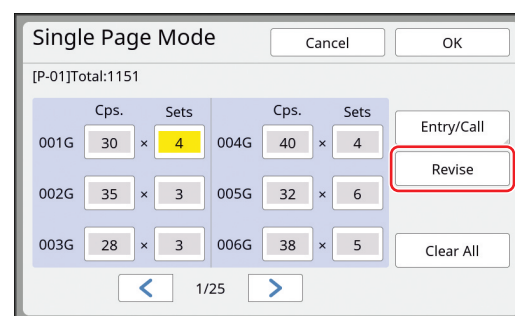 Single Page Mode Cancel OK
[P-01]Total:1151
Cps. Sets Cps. Sets
Entry/Call
001G 30 × 4 004G 40 × 4
Revise
002G 35 × 3 005G 32 × 6
003G 28 × 3 006G 38 × 5 Clear All
1/25